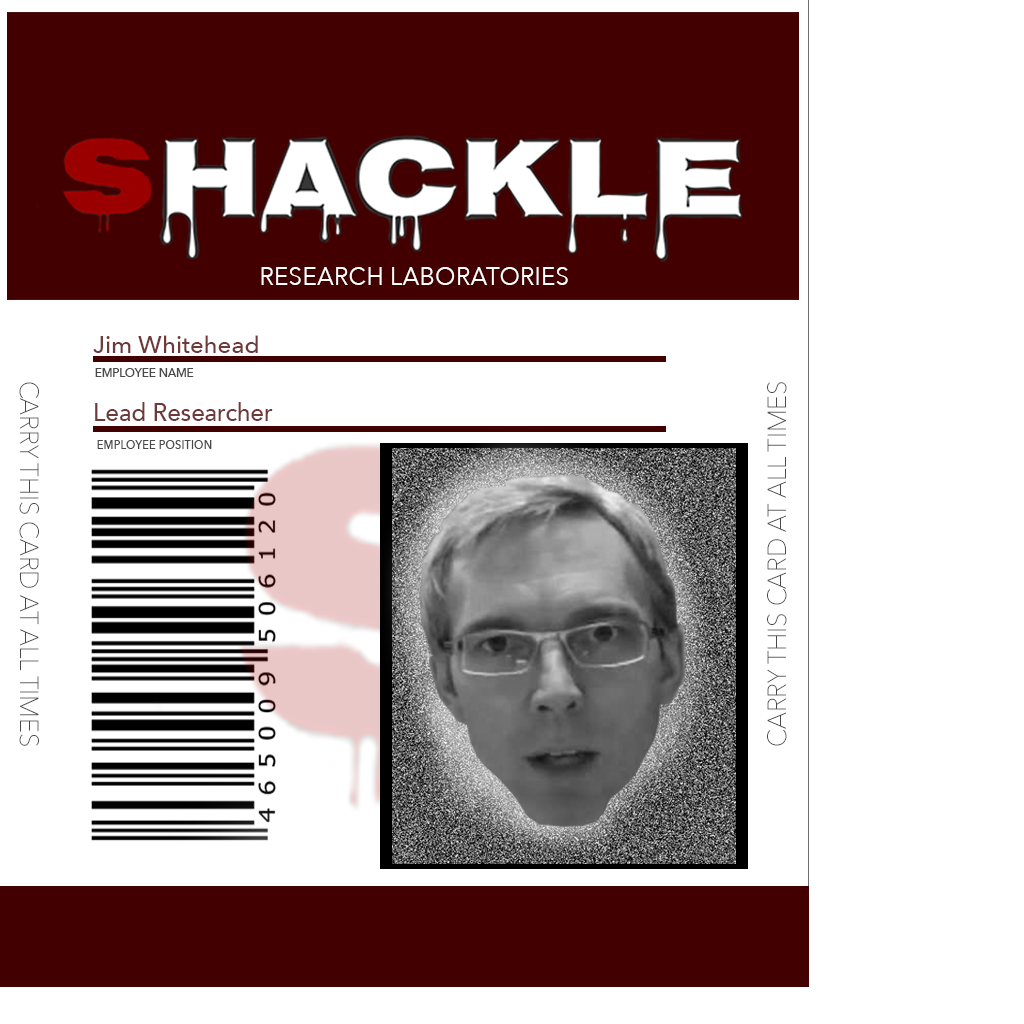 SHACKLE
RESEARCH LABORATORIES
Jim Whitehead
EMPLOYEE NAME
Lead Researcher
EMPLOYEE POSITION
CARRY THIS CARD AT ALL TIMES
465009506120
CARRY THIS CARD AT ALL TIMES